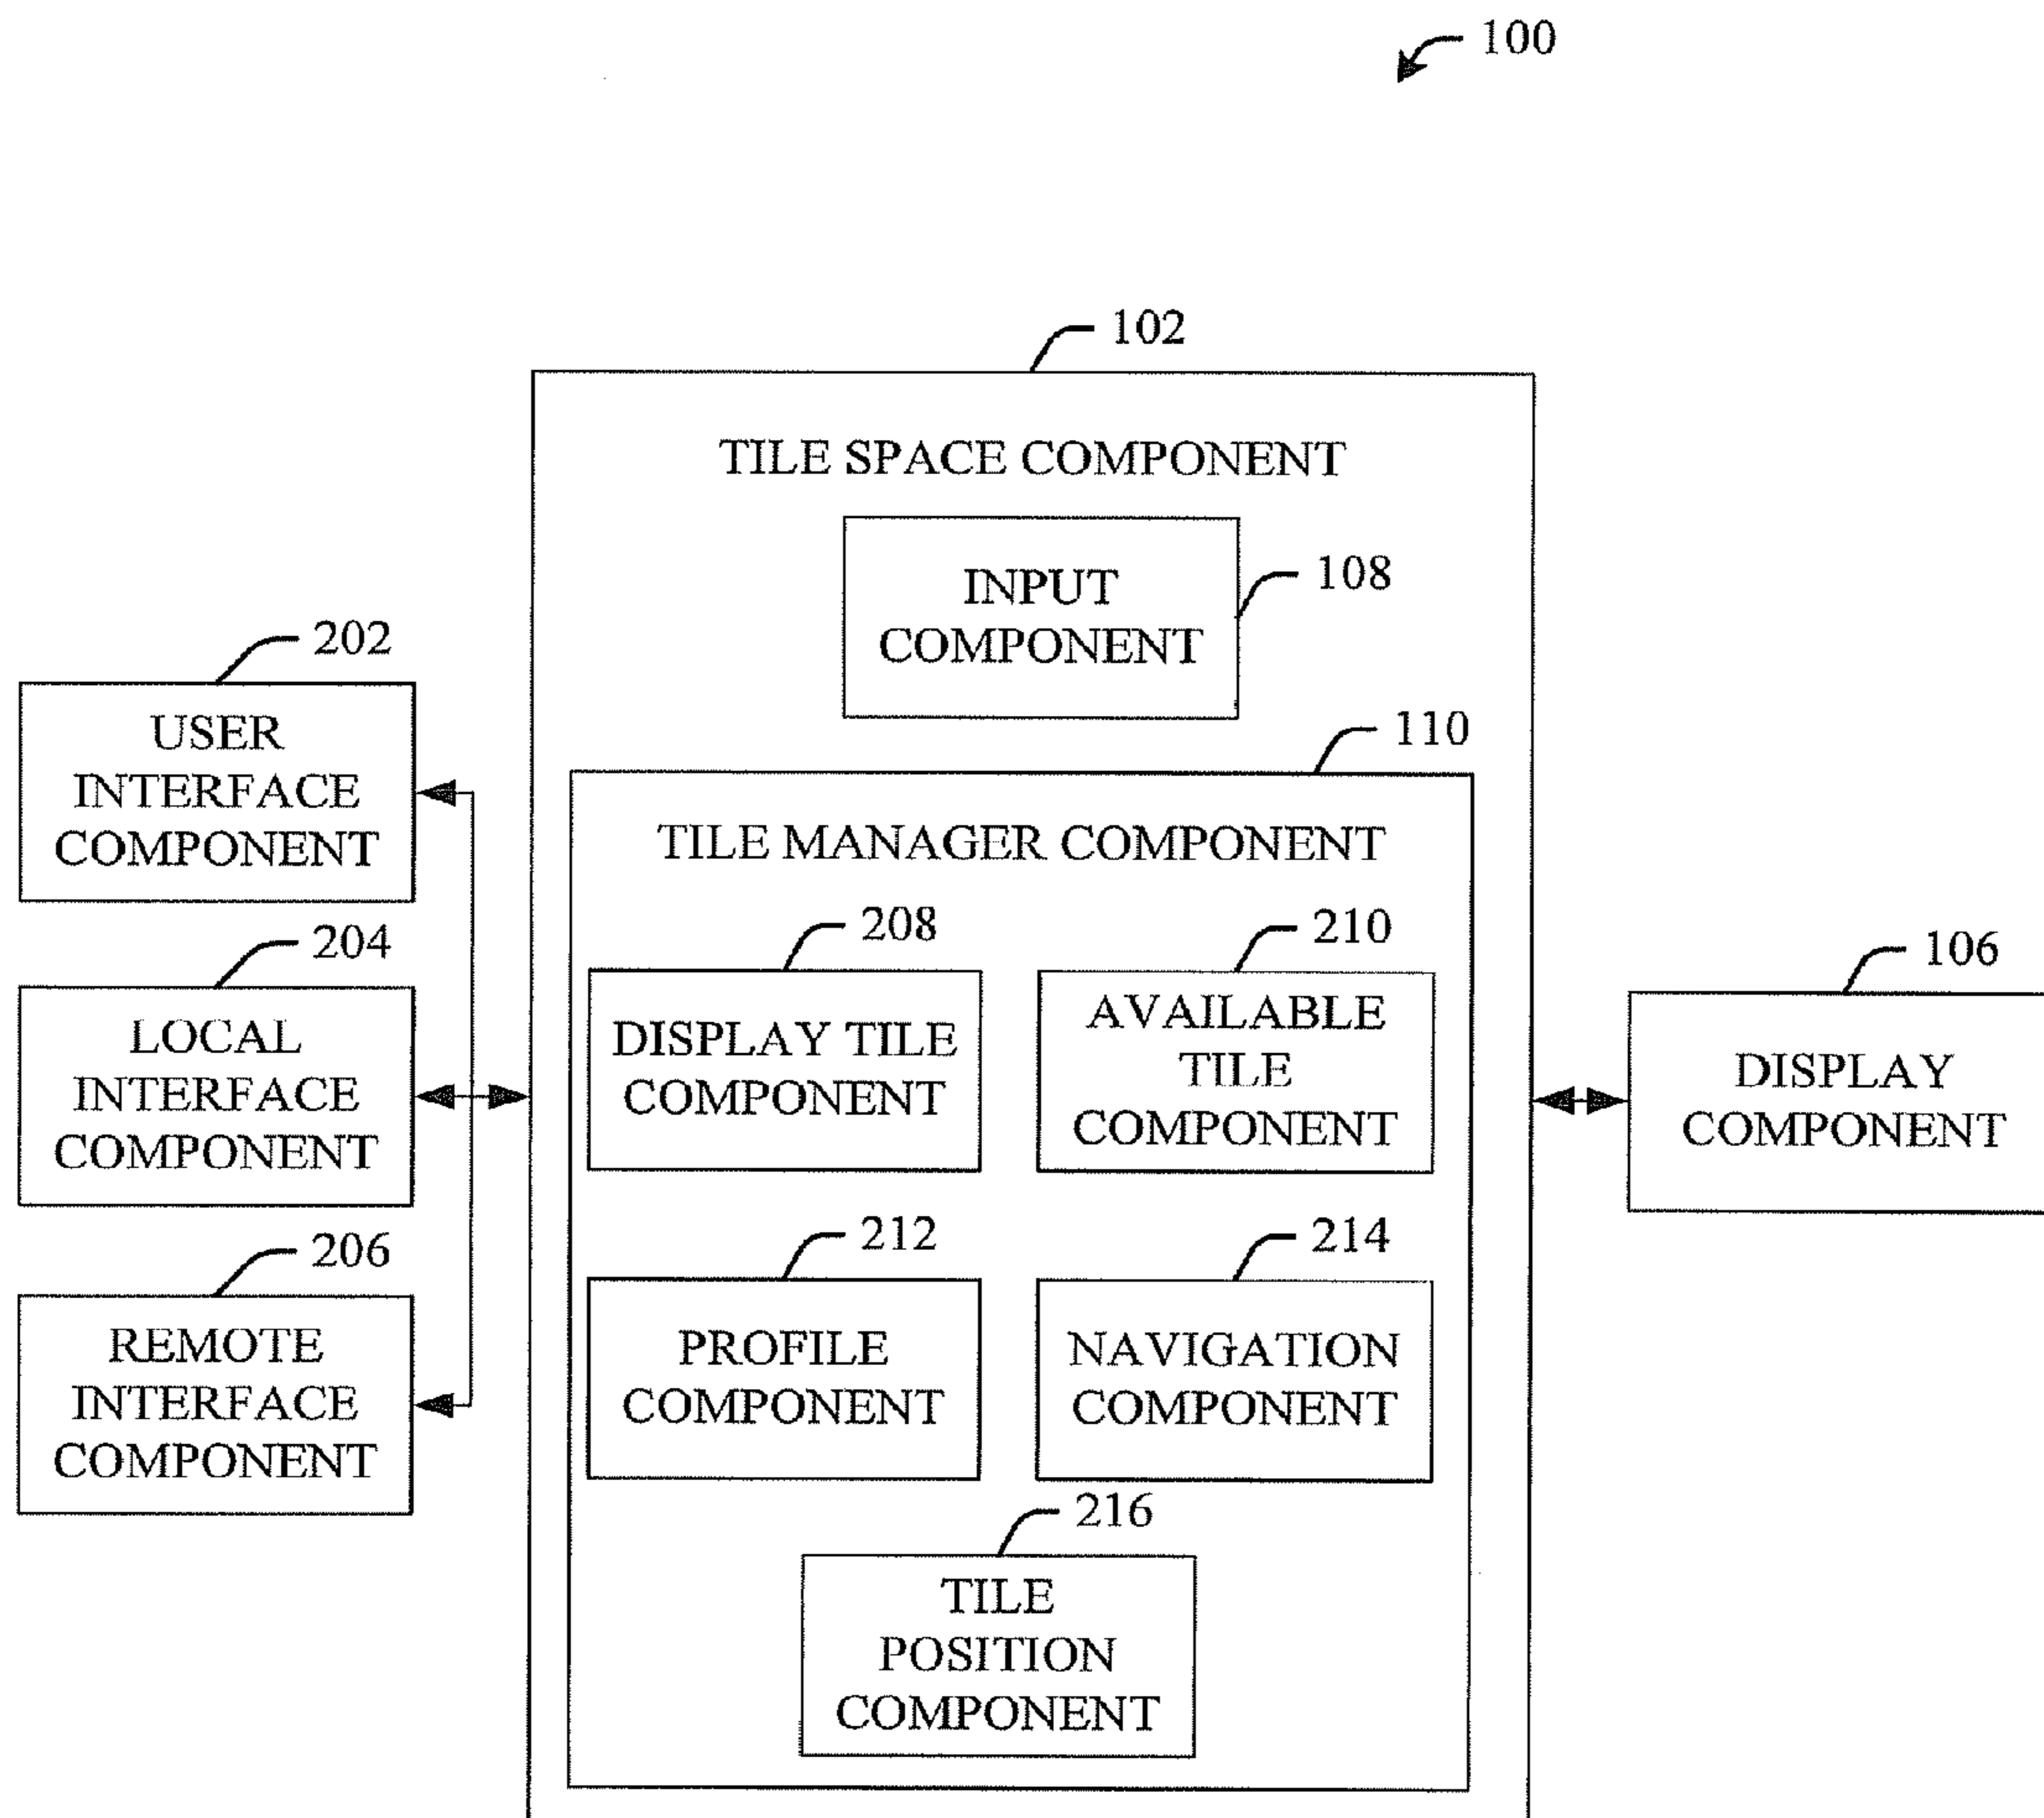 100
102
TILE SPACE COMPONENT
INPUT
COMPONENT
108
202
USER
INTERFACE
COMPONENT
204
LOCAL
INTERFACE
COMPONENT
206
REMOTE
INTERFACE
COMPONENT
110
TILE MANAGER COMPONENT
208
DISPLAY TILE
COMPONENT
210
AVAILABLE
TILE
COMPONENT
212
PROFILE
COMPONENT
214
NAVIGATION
COMPONENT
216
TILE
POSITION
COMPONENT
106
DISPLAY
COMPONENT